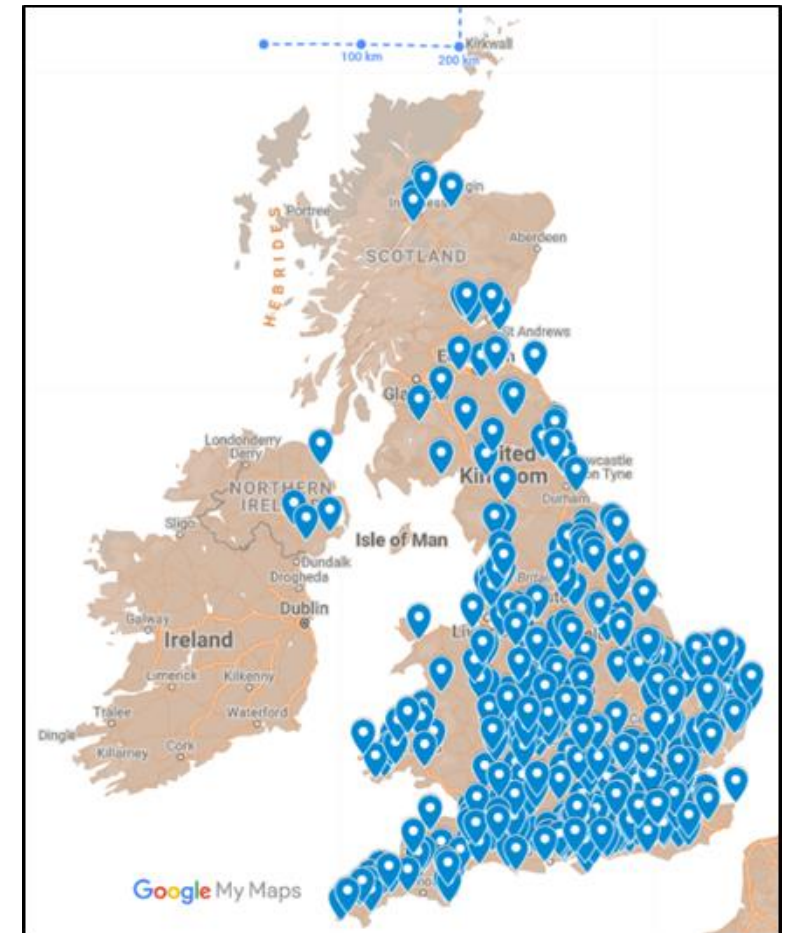 Kirkwall
100 km
200 km
Portree
HEBRIDES
Aberdeen
SCOTLAND
St Andrews
Londonderry
Derry
NORTHERN
Durham
Sligo
Isle of Man
Dundalk
Drogheda
Dublin
Galway
Ireland
Limerick
Kilkenny
Tralee
Waterford
Dingle
Cork
Killarney
Google My Maps